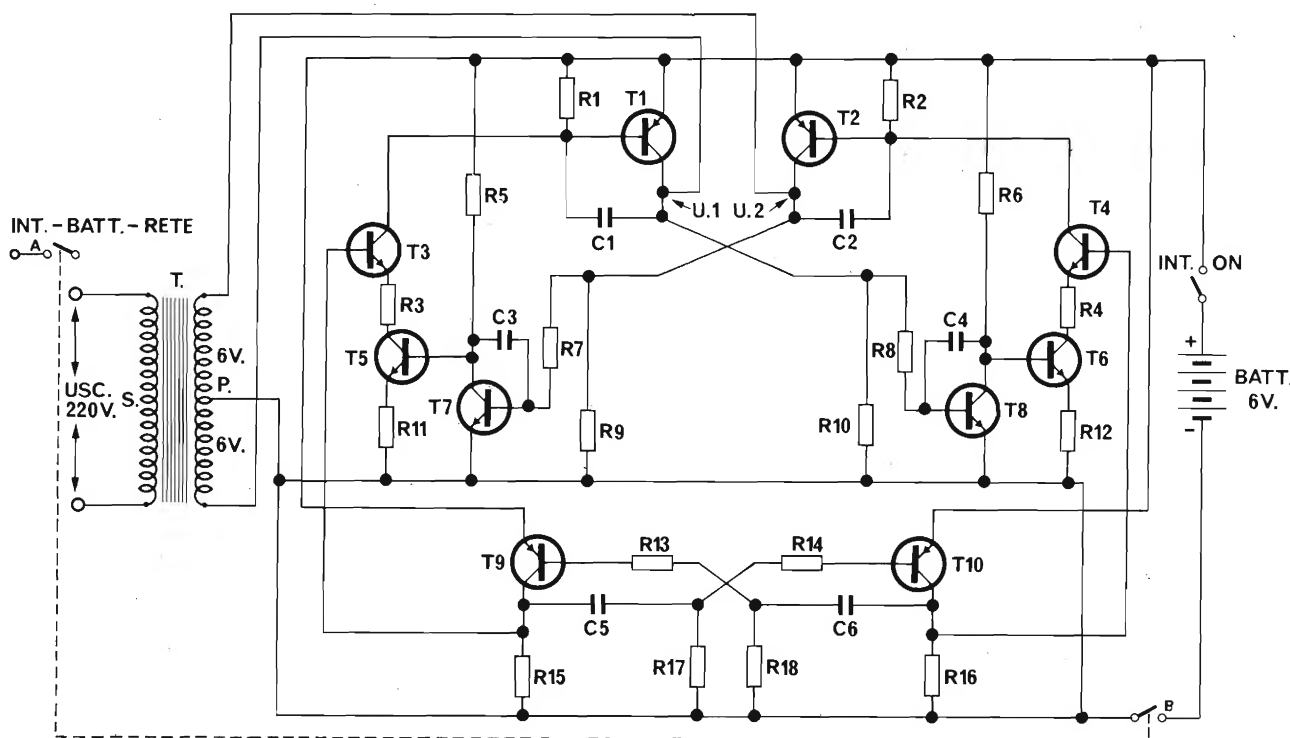 R1
T1
T2
R2
R5
R6
U.1
U.2
T4
INT. - BATT. - RETE
A
T3
C1
C2
INT.
ON
T.
R3
C3
C4
R4
6V.
R7
R8
+
T5
T6
USC.
220V.
S.
P.
BATT.
6V.
T7
T8
6V.
R11
R9
R10
R12
-
R13
R14
T9
T10
C5
C6
R15
R17
R18
R16
B